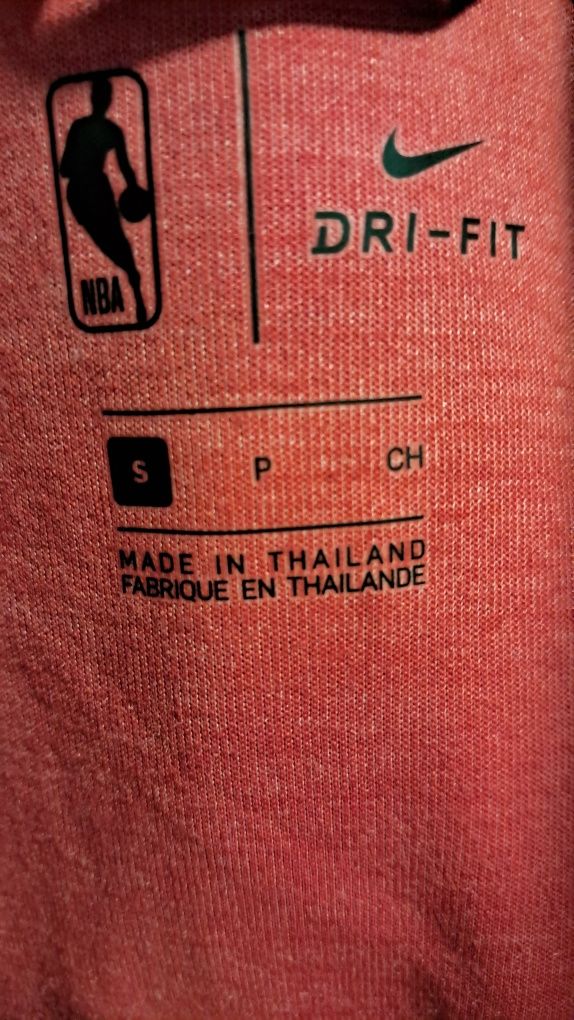 NBA
DRI-FIT
S P CH
MADE IN THAILAND
FABRIQUE EN THAILANDE